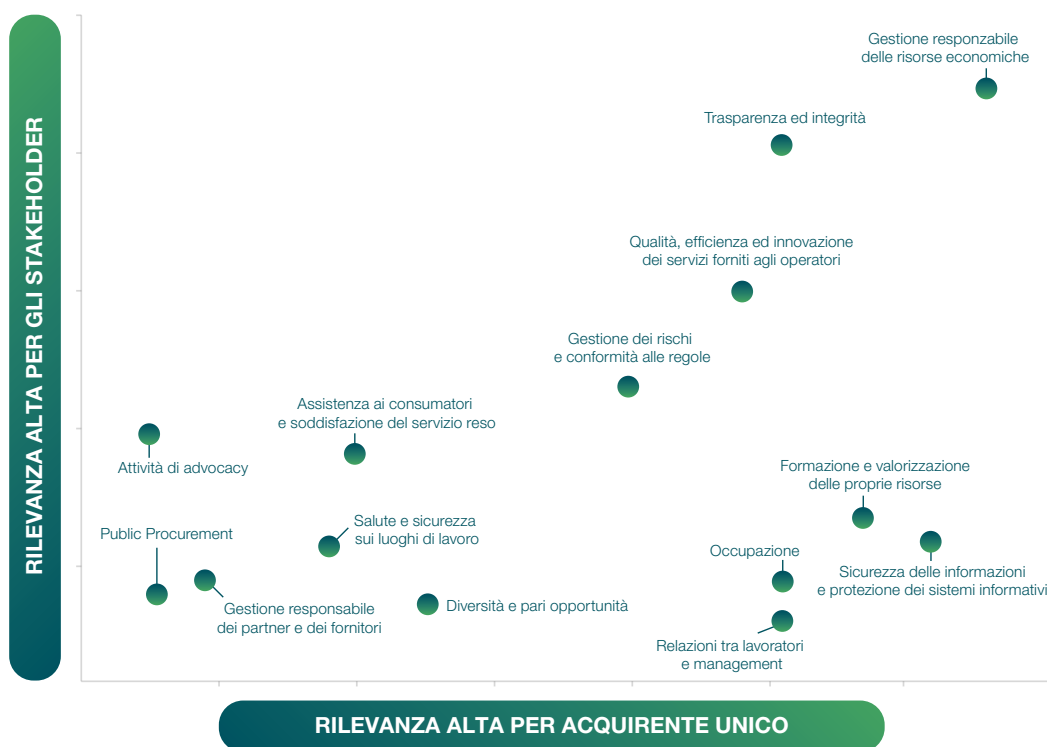 RILEVANZA ALTA PER GLI STAKEHOLDER
Gestione responzabile
delle risorse economiche
Trasparenza ed integrità
Qualità, efficienza ed innovazione
dei servizi forniti agli operatori
Gestione dei rischi
e conformità alle regole
Assistenza ai consumatori
e soddisfazione del servizio reso
Attività di advocacy
Formazione e valorizzazione
delle proprie risorse
Public Procurement
Salute e sicurezza
sui luoghi di lavoro
Occupazione
Sicurezza delle informazioni
e protezione dei sistemi informativi
Gestione responsabile
dei partner e dei fornitori
Diversità e pari opportunità
Relazioni tra lavoratori
e management
RILEVANZA ALTA PER ACQUIRENTE UNICO